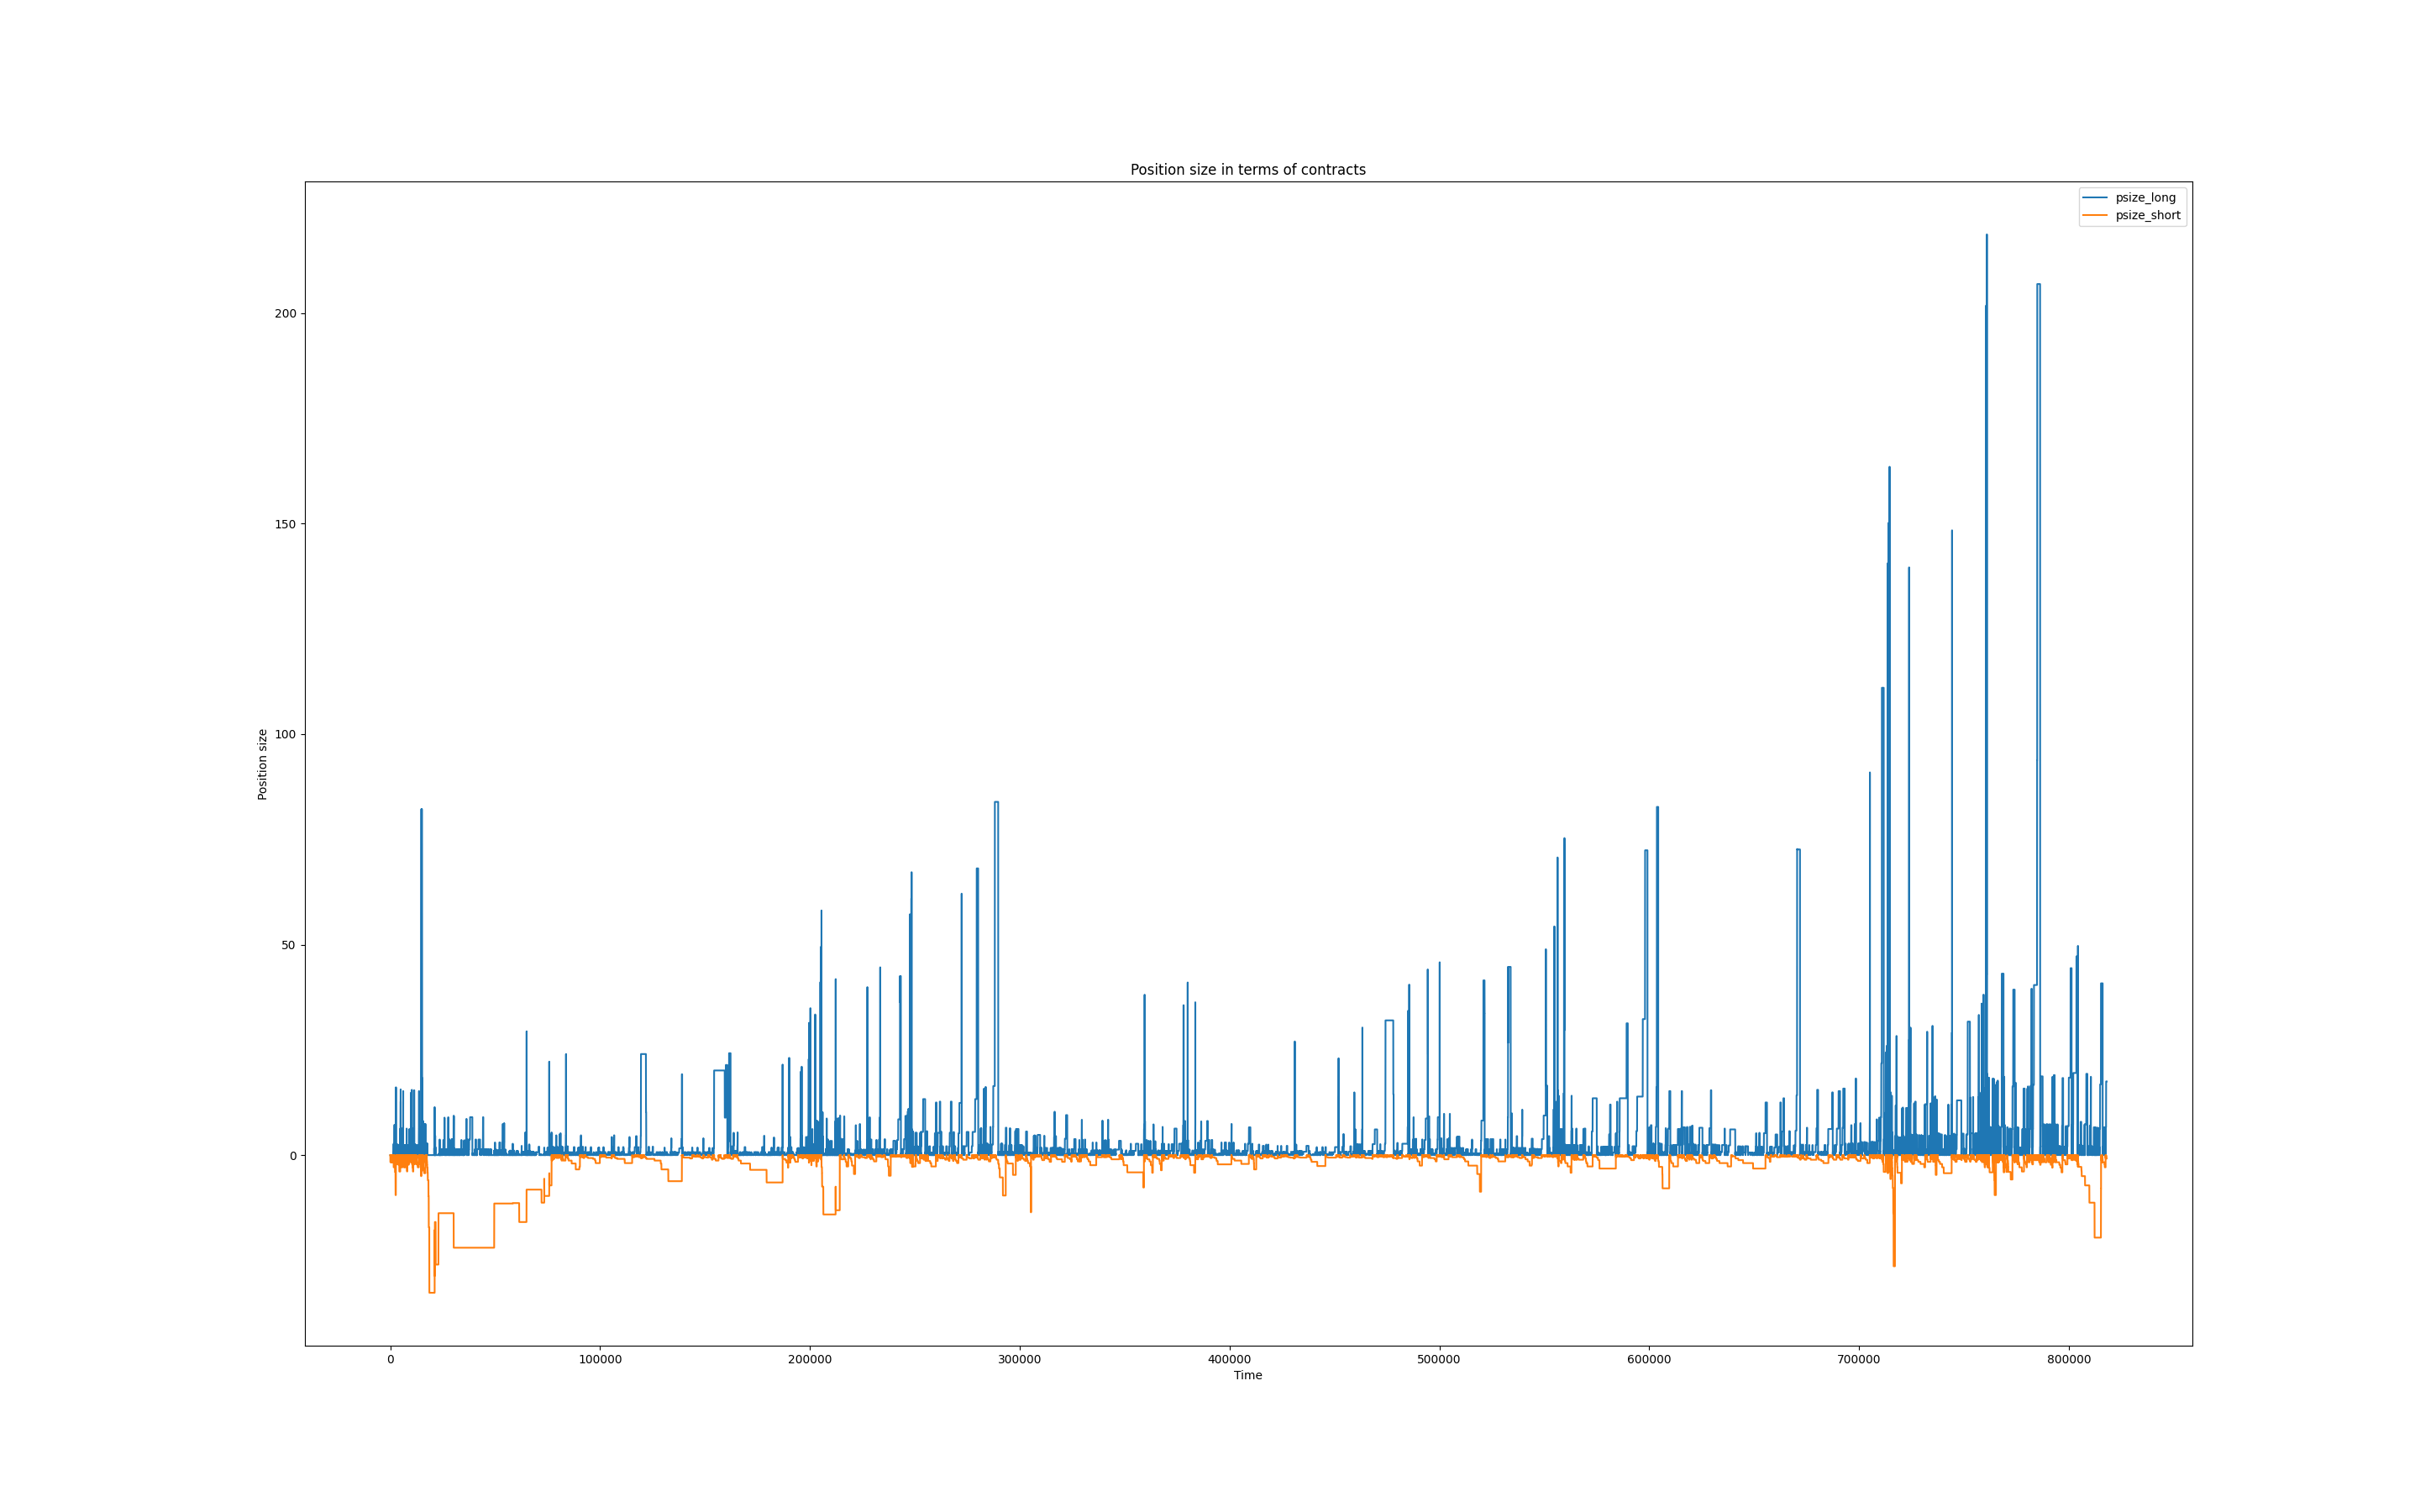 Position size in terms of contracts
psize_long
psize_short
200
150
100
50
0
Position size
0 100000 200000 300000 400000 500000 600000 700000 800000
Time